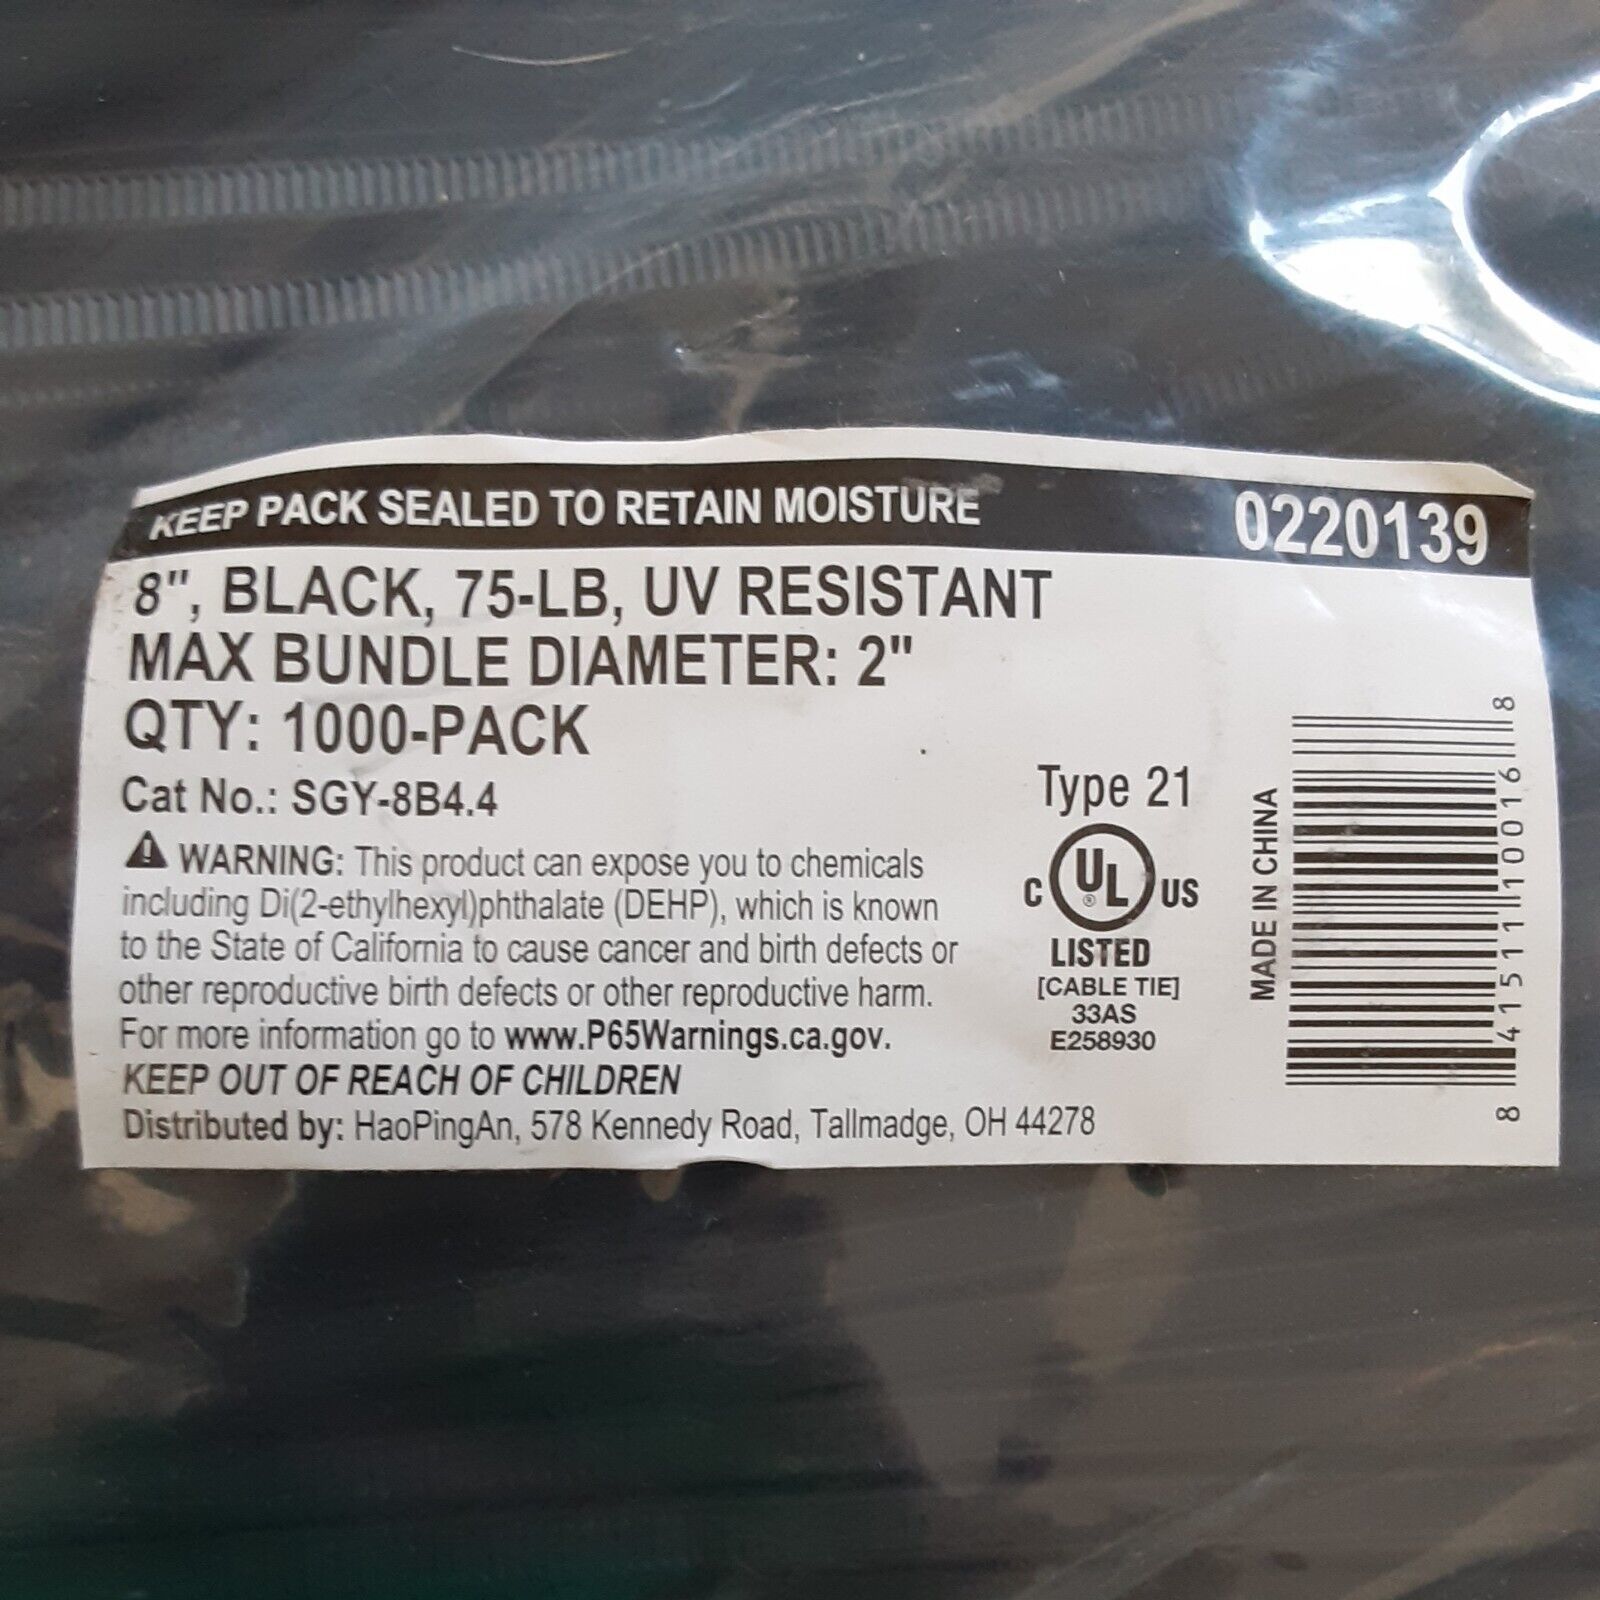 KEEP PACK SEALED TO RETAIN MOISTURE 0220139
8", BLACK, 75-LB, UV RESISTANT
MAX BUNDLE DIAMETER: 2"
QTY: 1000-PACK
Cat No.: SGY-8B4.4
WARNING: This product can expose you to chemicals
including Di(2-ethylhexyl)phthalate (DEHP), which is known
to the State of California to cause cancer and birth defects or
other reproductive birth defects or other reproductive harm.
For more information go to www.P65Warnings.ca.gov.
KEEP OUT OF REACH OF CHILDREN
Distributed by: HaoPingAn, 578 Kennedy Road, Tallmadge, OH 44278
Type 21
C UL US
®
LISTED
[CABLE TIE]
33AS
E258930
MADE IN CHINA
8 41511 10016 8